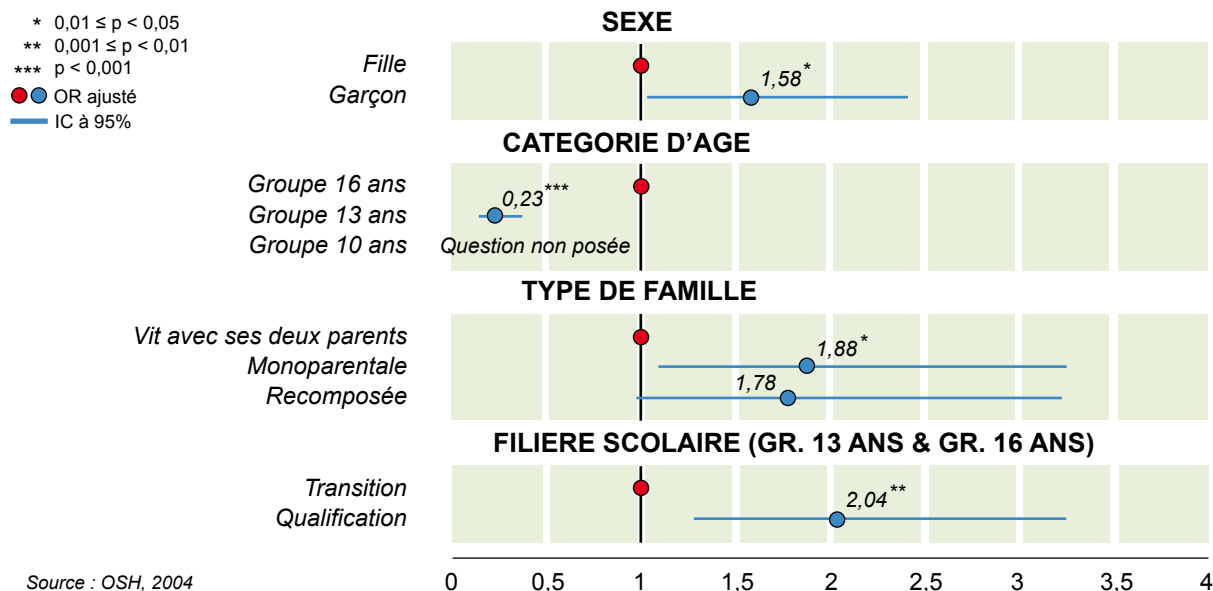 * 0,01 ≤ p < 0,05
** 0,001 ≤ p < 0,01
*** p < 0,001
OR ajusté
IC à 95%
SEXE
Fille
Garçon
1,58*
CATEGORIE D’AGE
Groupe 16 ans
Groupe 13 ans
0,23***
Groupe 10 ans
Question non posée
TYPE DE FAMILLE
Vit avec ses deux parents
Monoparentale
1,88*
Recomposée
1,78
FILIERE SCOLAIRE (GR. 13 ANS & GR. 16 ANS)
Transition
Qualification
2,04**
0 0,5 1 1,5 2 2,5 3 3,5 4
Source : OSH, 2004